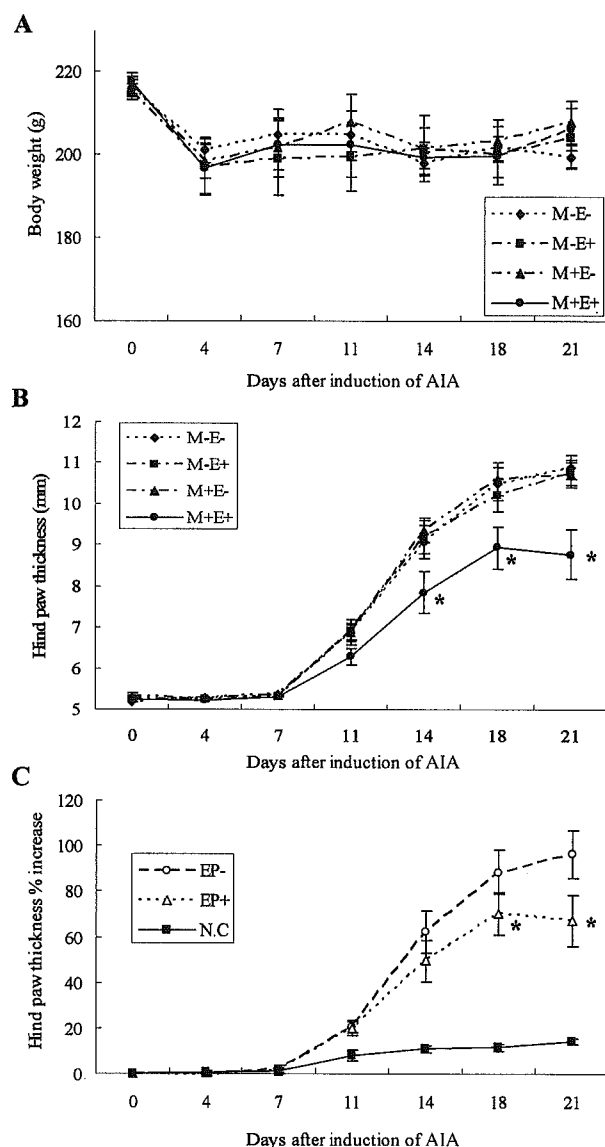 A
Body weight (g)
220
200
180
160
M-E-
M-E+
M+E-
M+E+
0 4 7 11 14 18 21
Days after induction of AIA
B
Hind paw thickness (mm)
12
11
10
9
8
7
6
5
M-E-
M-E+
M+E-
M+E+
* * *
0 4 7 11 14 18 21
Days after induction of AIA
C
Hind paw thickness % increase
120
100
80
60
40
20
0
EP-
EP+
N.C
* *
0 4 7 11 14 18 21
Days after induction of AIA